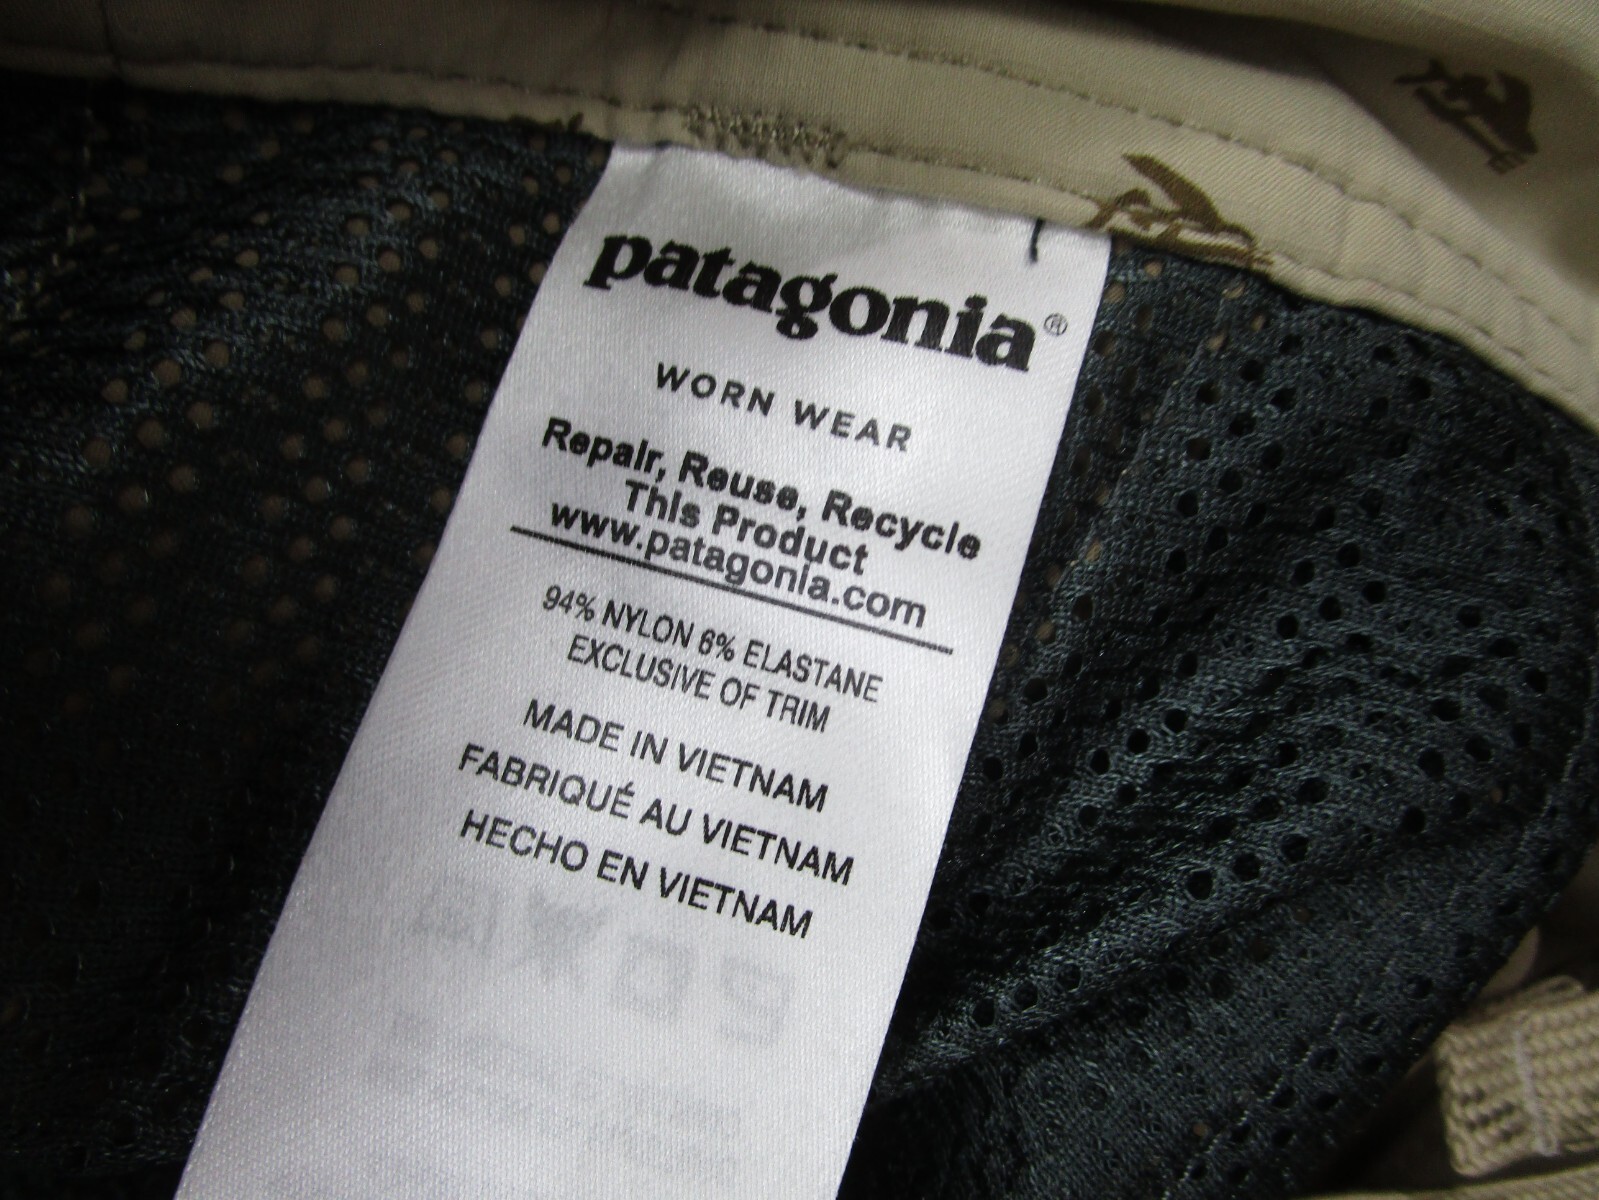 patagonia®
WORN WEAR
Repair, Reuse, Recycle
This Product
www.patagonia.com
94% NYLON 6% ELASTANE
EXCLUSIVE OF TRIM
MADE IN VIETNAM
FABRIQUÉ AU VIETNAM
HECHO EN VIETNAM